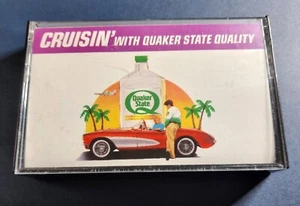 CRUISIN' WITH QUAKER STATE QUALITY
Quaker
State